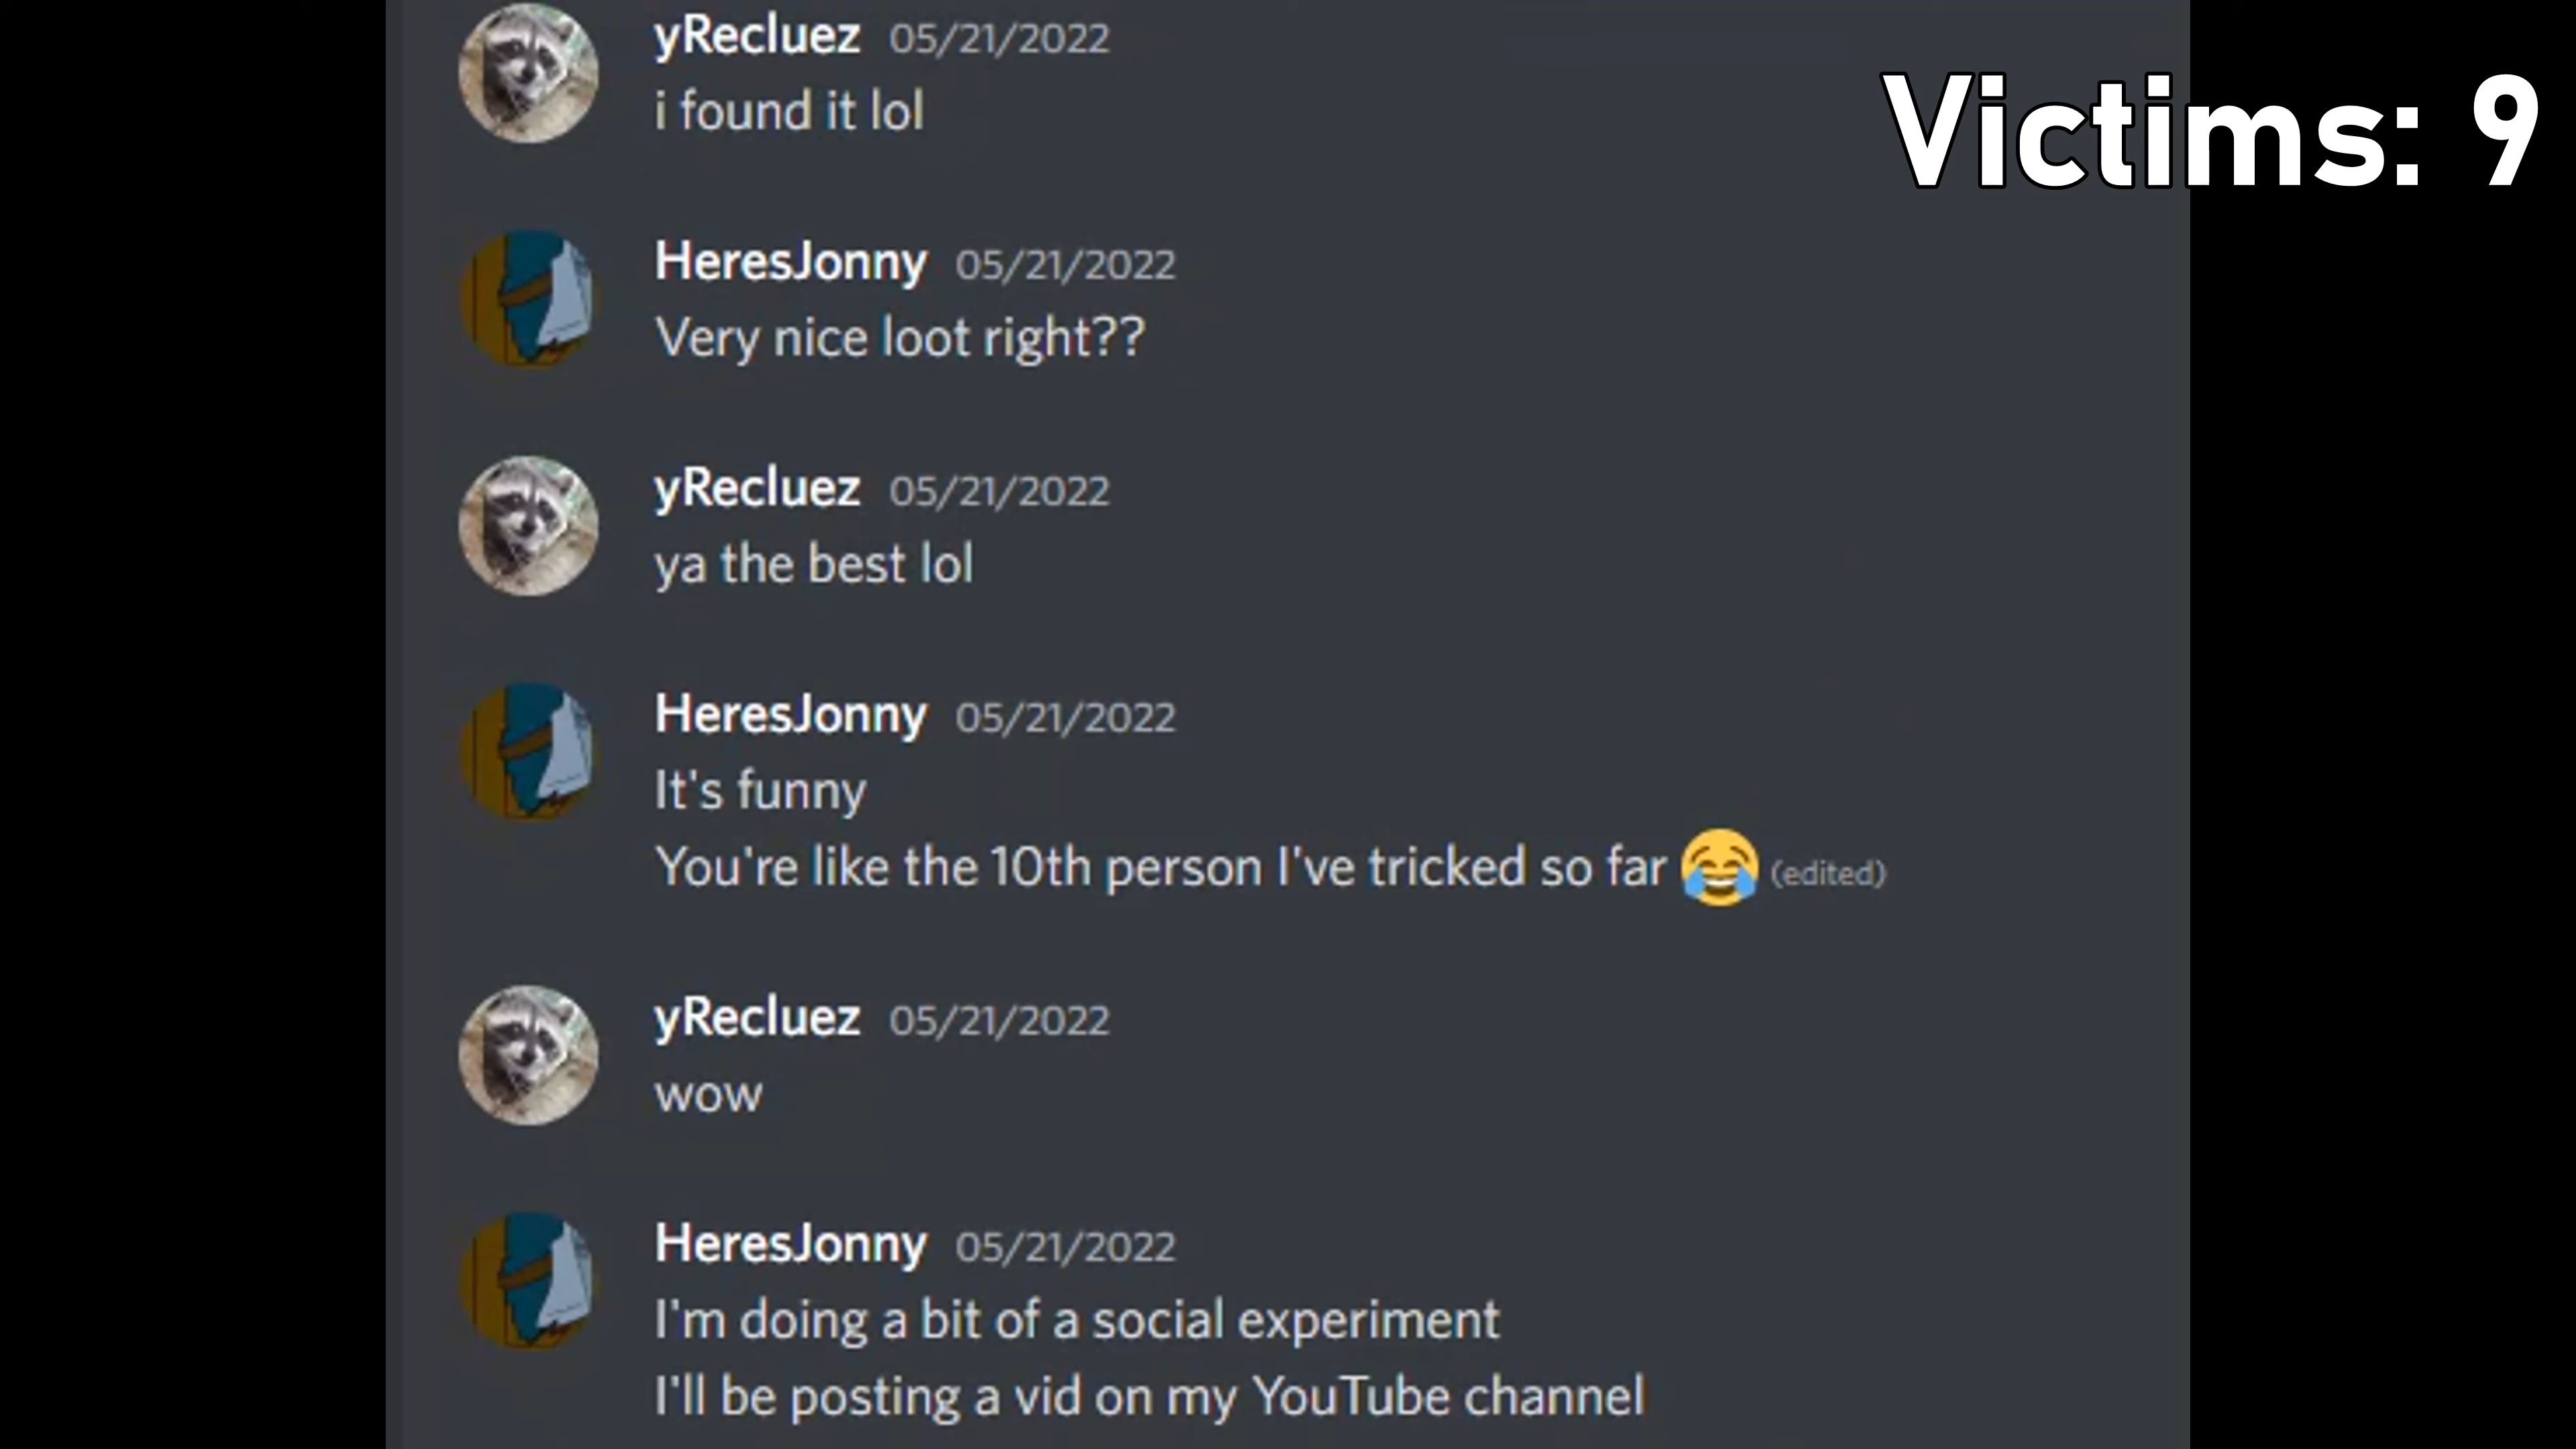 yRecluez 05/21/2022
i found it lol
Victims: 9
HeresJonny 05/21/2022
Very nice loot right??
yRecluez 05/21/2022
ya the best lol
HeresJonny 05/21/2022
It's funny
You're like the 10th person I've tricked so far 😂 (edited)
yRecluez 05/21/2022
wow
HeresJonny 05/21/2022
I'm doing a bit of a social experiment
I'll be posting a vid on my YouTube channel